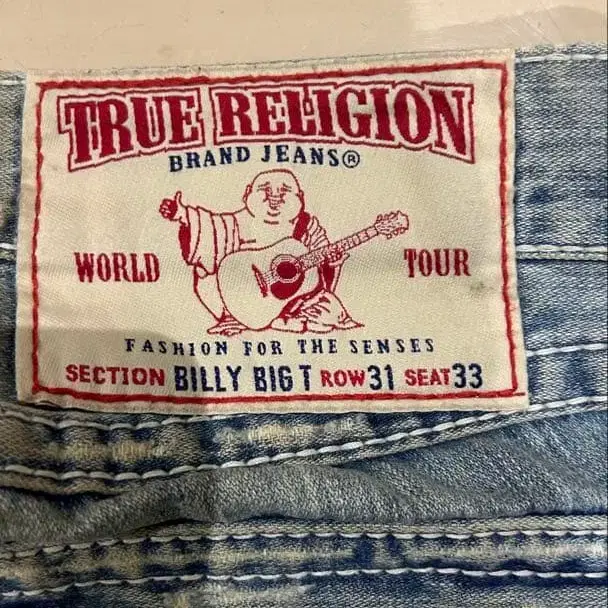 TRUE RELIGION
BRAND JEANS®
WORLD TOUR
FASHION FOR THE SENSES
SECTION BILLY BIG T ROW 31 SEAT 33